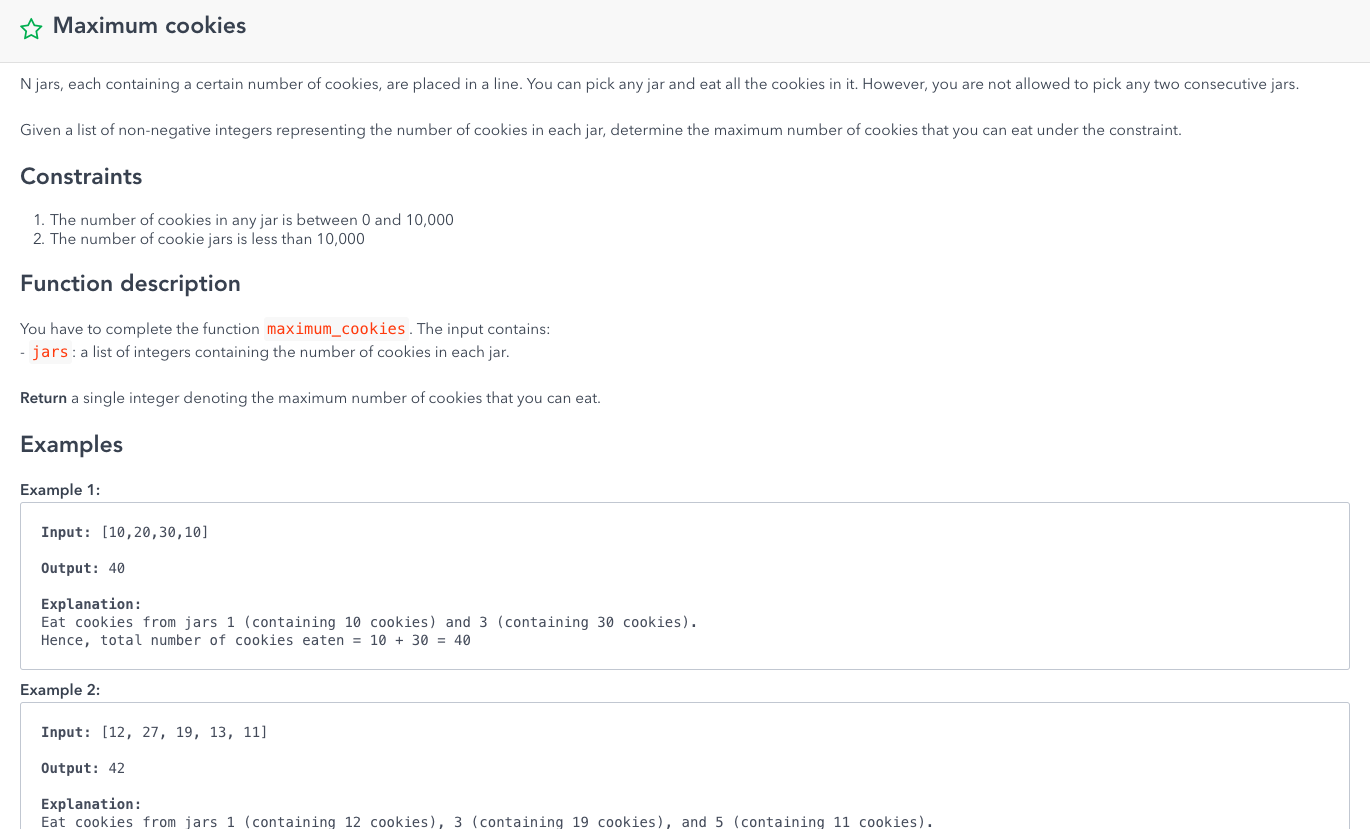 Maximum cookies
N jars, each containing a certain number of cookies, are placed in a line. You can pick any jar and eat all the cookies in it. However, you are not allowed to pick any two consecutive jars.
Given a list of non-negative integers representing the number of cookies in each jar, determine the maximum number of cookies that you can eat under the constraint.
Constraints
1. The number of cookies in any jar is between 0 and 10,000
2. The number of cookie jars is less than 10,000
Function description
You have to complete the function maximum_cookies. The input contains:
- jars: a list of integers containing the number of cookies in each jar.
Return a single integer denoting the maximum number of cookies that you can eat.
Examples
Example 1:
Input: [10,20,30,10]
Output: 40
Explanation:
Eat cookies from jars 1 (containing 10 cookies) and 3 (containing 30 cookies).
Hence, total number of cookies eaten = 10 + 30 = 40
Example 2:
Input: [12, 27, 19, 13, 11]
Output: 42
Explanation:
Eat cookies from jars 1 (containing 12 cookies), 3 (containing 19 cookies), and 5 (containing 11 cookies).